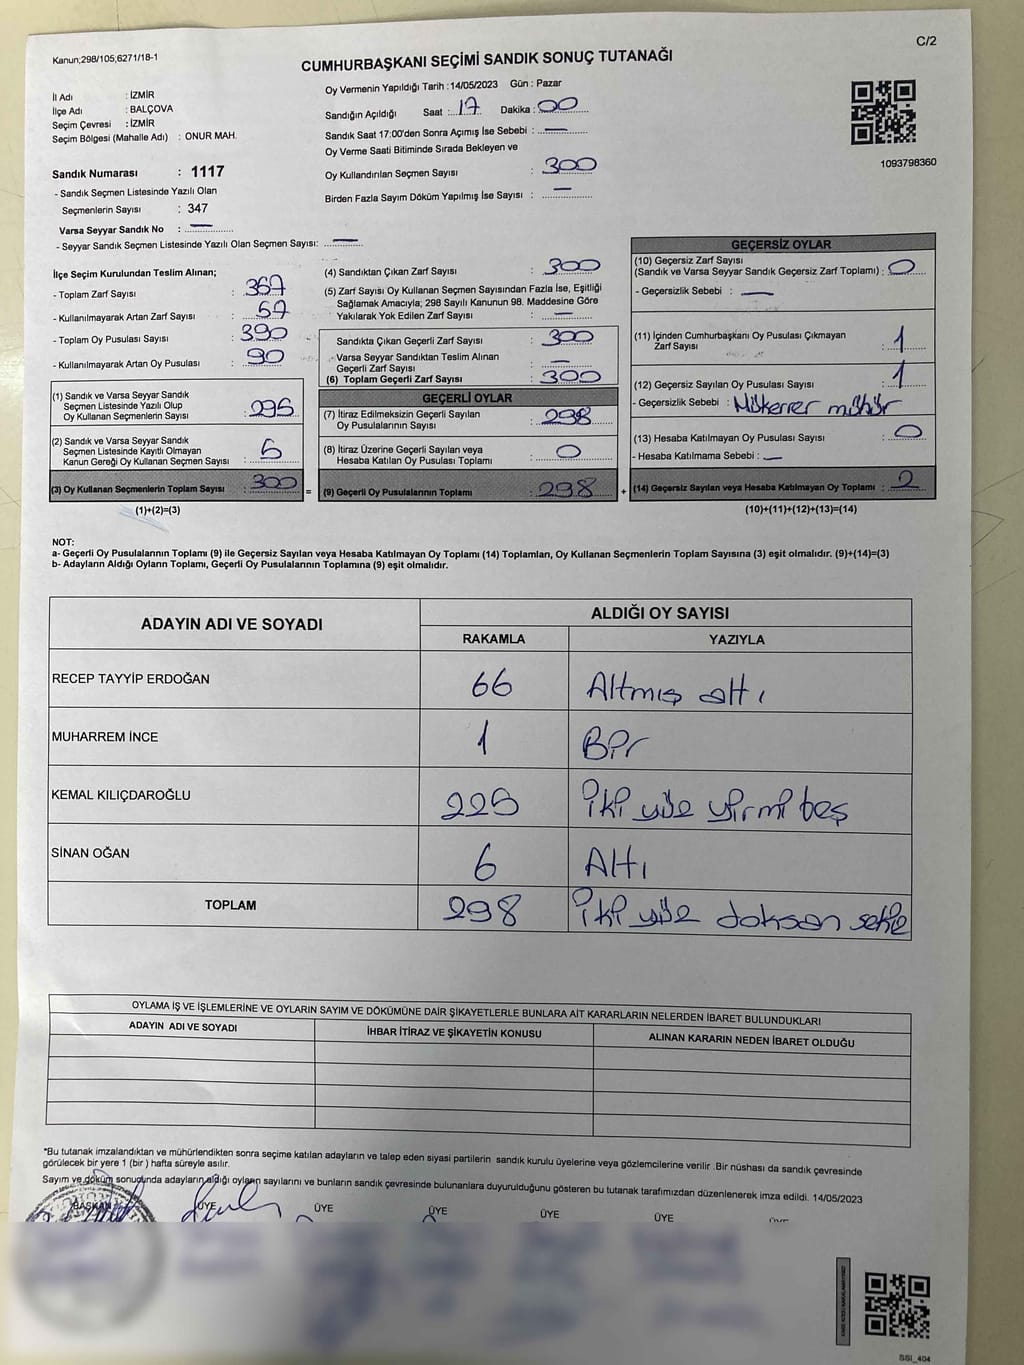 Kanun;298/105;6271/18-1
C/2
CUMHURBAŞKANI SEÇİMİ SANDIK SONUÇ TUTANAĞI
İl Adı : İZMİR
İlçe Adı : BALÇOVA
Seçim Çevresi : İZMİR
Seçim Bölgesi (Mahalle Adı) : ONUR MAH.
Sandık Numarası : 1117
- Sandık Seçmen Listesinde Yazılı Olan
Seçmenlerin Sayısı : 347
Varsa Seyyar Sandık No : —
- Seyyar Sandık Seçmen Listesinde Yazılı Olan Seçmen Sayısı: —
Oy Vermenin Yapıldığı Tarih : 14/05/2023 Gün : Pazar
Sandığın Açıldığı Saat : 17 Dakika : 00
Sandık Saat 17:00'den Sonra Açımış İse Sebebi : —
Oy Verme Saati Bitiminde Sırada Bekleyen ve
Oy Kullandırılan Seçmen Sayısı : 300
Birden Fazla Sayım Döküm Yapılmış İse Sayısı : —
1093798360
İlçe Seçim Kurulundan Teslim Alınan;
- Toplam Zarf Sayısı : 367
- Kullanılmayarak Artan Zarf Sayısı : 67
- Toplam Oy Pusulası Sayısı : 390
- Kullanılmayarak Artan Oy Pusulası : 90
(1) Sandık ve Varsa Seyyar Sandık
Seçmen Listesinde Yazılı Olup
Oy Kullanan Seçmenlerin Sayısı : 295
(2) Sandık ve Varsa Seyyar Sandık
Seçmen Listesinde Kayıtlı Olmayan
Kanun Gereği Oy Kullanan Seçmen Sayısı : 5
(3) Oy Kullanan Seçmenlerin Toplam Sayısı : 300
(1)+(2)=(3)
(4) Sandıktan Çıkan Zarf Sayısı : 300
(5) Zarf Sayısı Oy Kullanan Seçmen Sayısından Fazla İse, Eşitliği
Sağlamak Amacıyla; 298 Sayılı Kanunun 98. Maddesine Göre
Yakılarak Yok Edilen Zarf Sayısı : —
Sandıkta Çıkan Geçerli Zarf Sayısı : 300
Varsa Seyyar Sandıktan Teslim Alınan
Geçerli Zarf Sayısı : —
(6) Toplam Geçerli Zarf Sayısı : 300
GEÇERLİ OYLAR
(7) İtiraz Edilmeksizin Geçerli Sayılan
Oy Pusulalarının Sayısı : 298
(8) İtiraz Üzerine Geçerli Sayılan veya
Hesaba Katılan Oy Pusulası Toplamı : 0
= (9) Geçerli Oy Pusulalarının Toplamı : 298 +
GEÇERSİZ OYLAR
(10) Geçersiz Zarf Sayısı
(Sandık ve Varsa Seyyar Sandık Geçersiz Zarf Toplamı) : 0
- Geçersizlik Sebebi : —
(11) İçinden Cumhurbaşkanı Oy Pusulası Çıkmayan
Zarf Sayısı : 1
(12) Geçersiz Sayılan Oy Pusulası Sayısı : 1
- Geçersizlik Sebebi : Mükerrer mühür
(13) Hesaba Katılmayan Oy Pusulası Sayısı : 0
- Hesaba Katılmama Sebebi : —
(14) Geçersiz Sayılan veya Hesaba Katılmayan Oy Toplamı : 2
(10)+(11)+(12)+(13)=(14)
NOT:
a- Geçerli Oy Pusulalarının Toplamı (9) ile Geçersiz Sayılan veya Hesaba Katılmayan Oy Toplamı (14) Toplamları, Oy Kullanan Seçmenlerin Toplam Sayısına (3) eşit olmalıdır. (9)+(14)=(3)
b- Adayların Aldığı Oyların Toplamı, Geçerli Oy Pusulalarının Toplamına (9) eşit olmalıdır.
ADAYIN ADI VE SOYADI ALDIĞI OY SAYISI
RAKAMLA YAZIYLA
RECEP TAYYİP ERDOĞAN 66 Altmış altı
MUHARREM İNCE 1 Bir
KEMAL KILIÇDAROĞLU 225 iki yüz yirmi beş
SİNAN OĞAN 6 Altı
TOPLAM 298 iki yüz doksan sekiz
OYLAMA İŞ VE İŞLEMLERİNE VE OYLARIN SAYIM VE DÖKÜMÜNE DAİR ŞİKAYETLERLE BUNLARA AİT KARARLARIN NELERDEN İBARET BULUNDUKLARI
ADAYIN ADI VE SOYADI İHBAR İTİRAZ VE ŞİKAYETİN KONUSU ALINAN KARARIN NEDEN İBARET OLDUĞU
*Bu tutanak imzalandıktan ve mühürlendikten sonra seçime katılan adayların ve talep eden siyasi partilerin sandık kurulu üyelerine veya gözlemcilerine verilir .Bir nüshası da sandık çevresinde
görülecek bir yere 1 (bir ) hafta süreyle asılır.
Sayım ve döküm sonucunda adayların aldığı oyların sayılarını ve bunların sandık çevresinde bulunanlara duyurulduğunu gösteren bu tutanak tarafımızdan düzenlenerek imza edildi. 14/05/2023
BAŞKAN ÜYE ÜYE ÜYE ÜYE ÜYE
SSİ_404